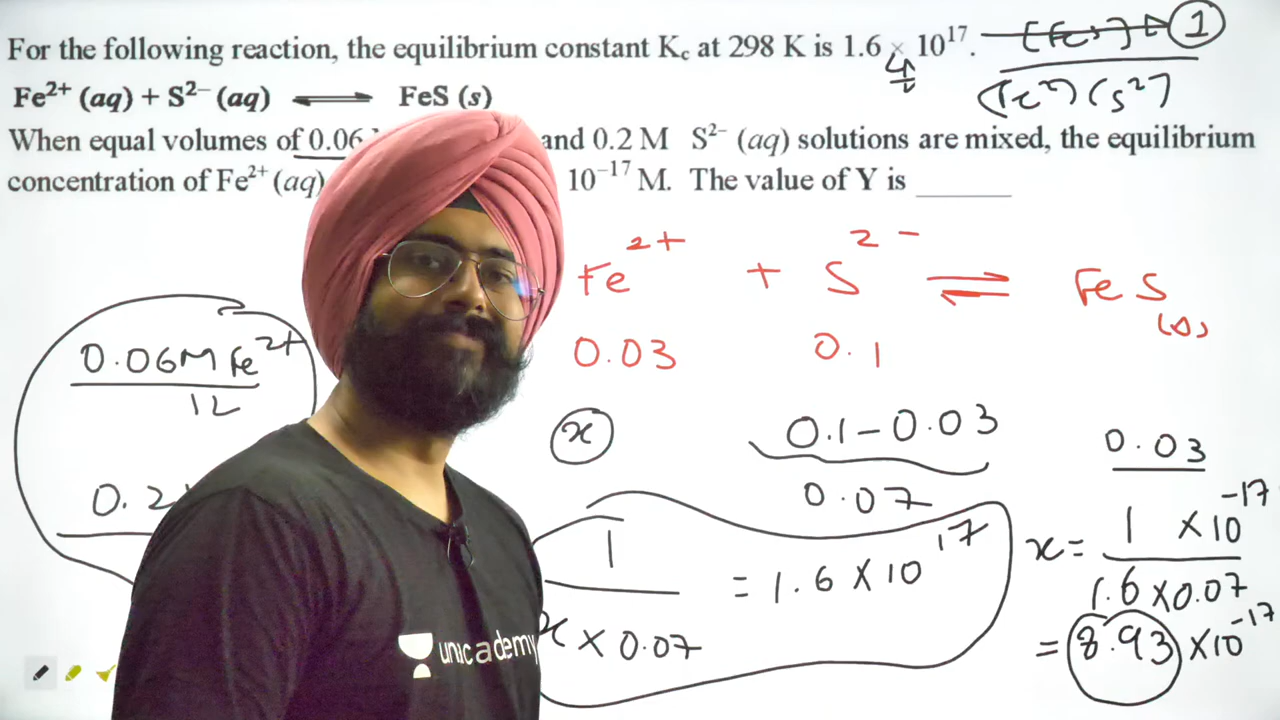 For the following reaction, the equilibrium constant Kc at 298 K is 1.6 × 10¹⁷.
Fe²⁺ (aq) + S²⁻ (aq) ⇌ FeS (s)
When equal volumes of 0.06 and 0.2 M S²⁻ (aq) solutions are mixed, the equilibrium
concentration of Fe²⁺ (aq) 10⁻¹⁷ M. The value of Y is ______
1
Fe²⁺ + S²⁻ ⇌ FeS (s)
0.03 0.1
0.06M Fe²⁺
1L
0.2
x 0.1-0.03 0.03
0.07
1 / x × 0.07 = 1.6 × 10¹⁷
x = 1 × 10⁻¹⁷ / 1.6 × 0.07
= 8.93 × 10⁻¹⁷
unacademy